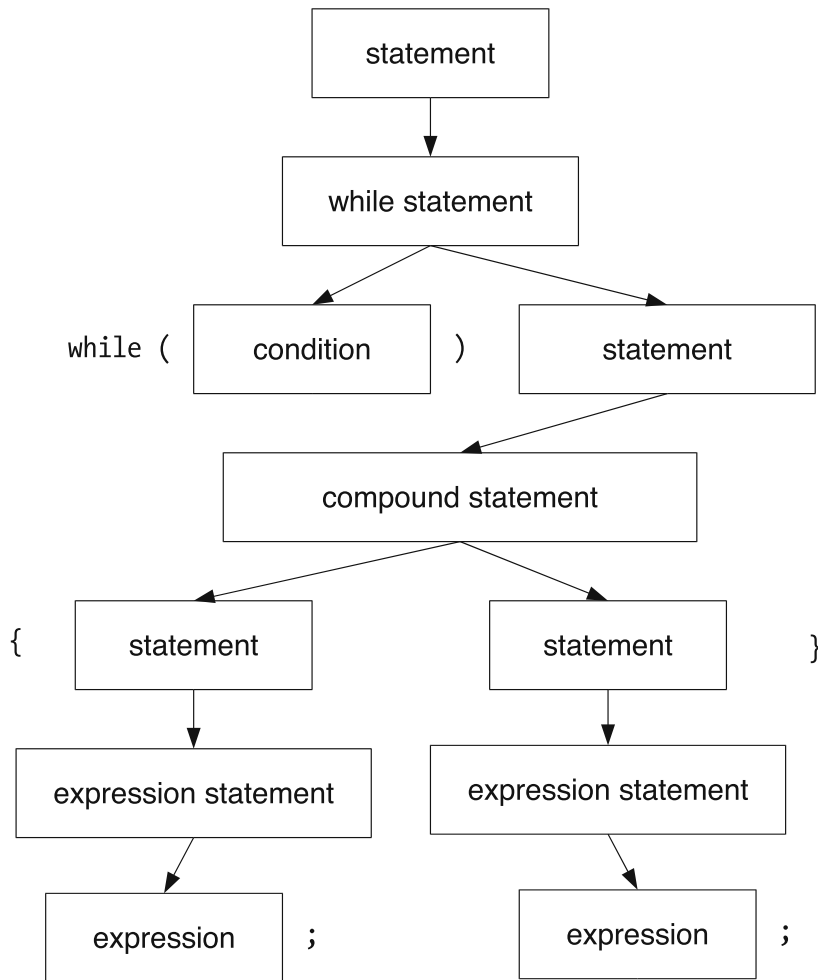 statement
while statement
while ( condition ) statement
compound statement
{ statement statement }
expression statement expression statement
expression ; expression ;